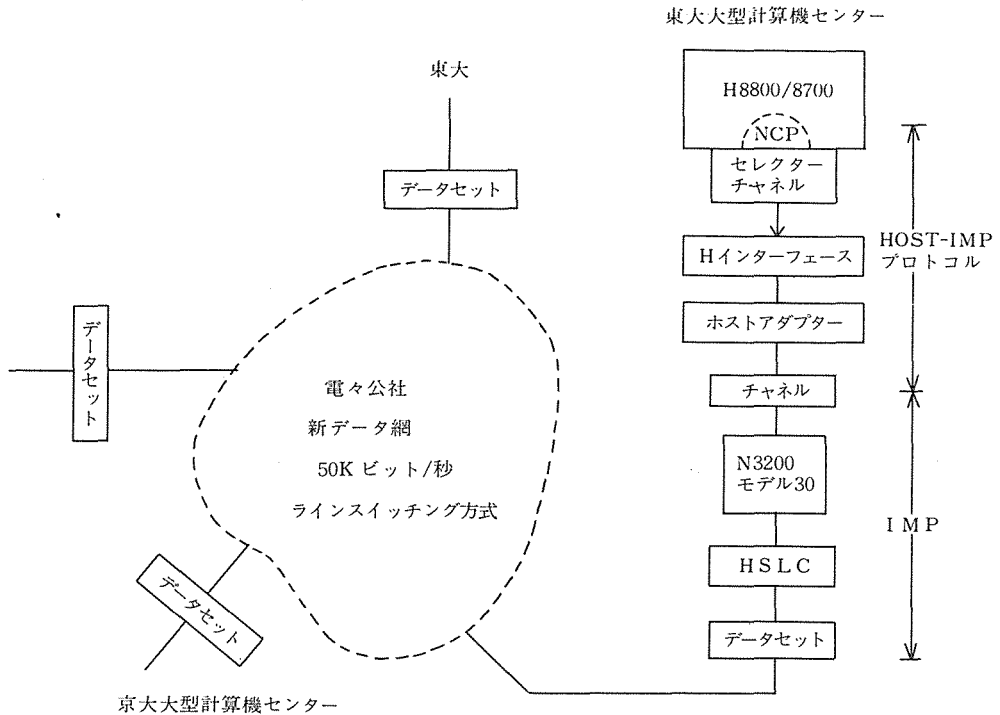 東大大型計算機センター
東大
H8800/8700
NCP
セレクター
チャネル
データセット
Hインターフェース
HOST-IMP
プロトコル
ホストアダプター
データセット
チャネル
電々公社
新データ網
50Kビット/秒
ラインスイッチング方式
N3200
モデル30
IMP
HSLC
データセット
データセット
京大大型計算機センター